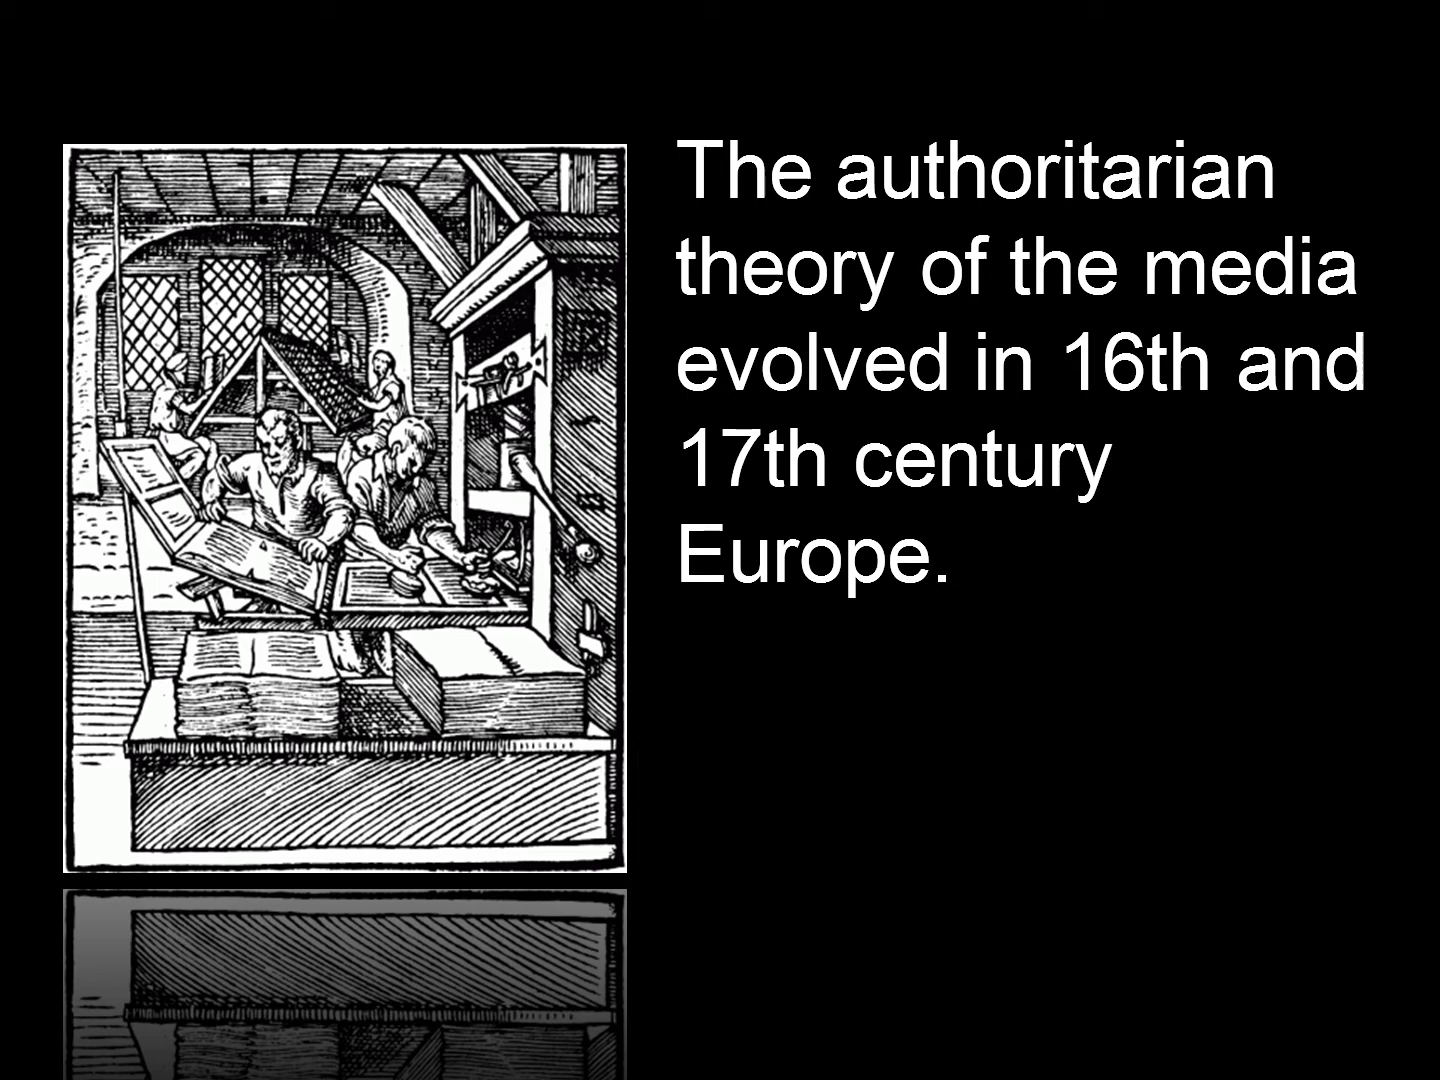 The authoritarian
theory of the media
evolved in 16th and
17th century
Europe.